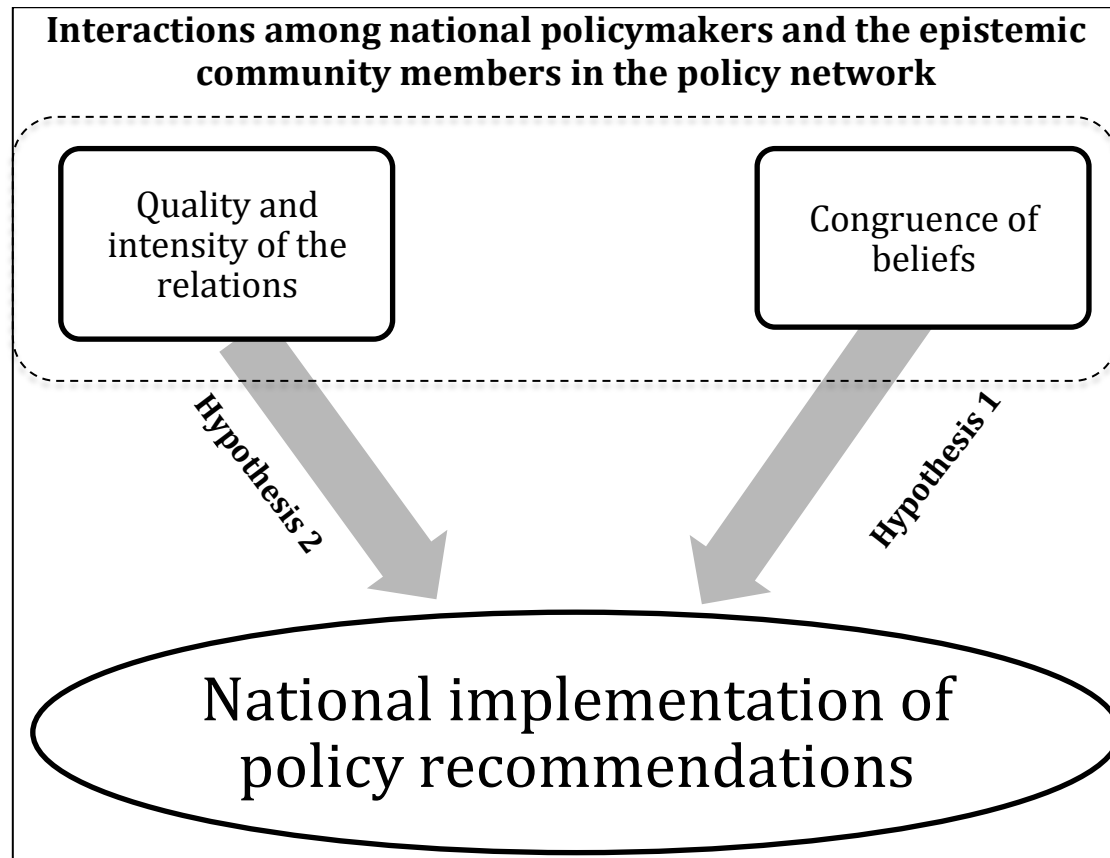 Interactions among national policymakers and the epistemic
community members in the policy network
Quality and
intensity of the
relations
Congruence of
beliefs
Hypothesis 2
Hypothesis 1
National implementation of
policy recommendations